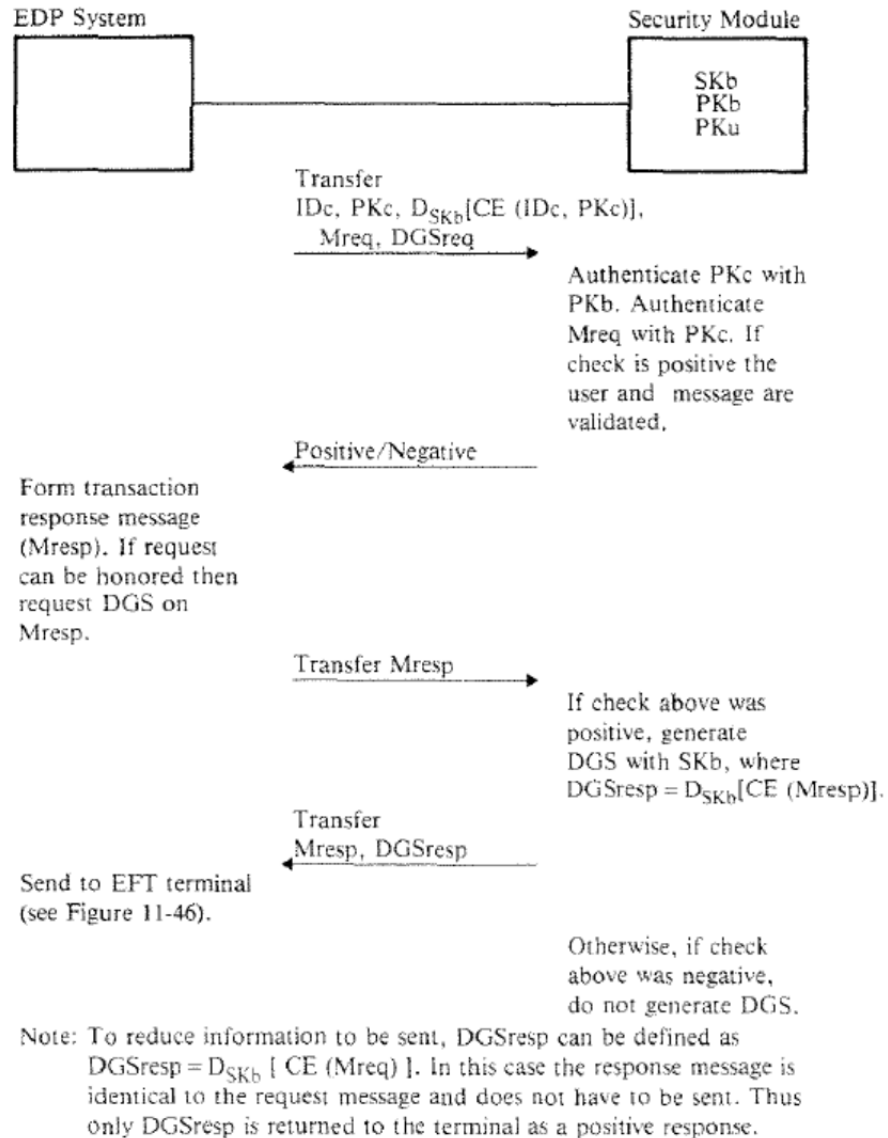 EDP System
Security Module
SKb
PKb
PKu
Transfer
IDc, PKc, D_SKb[CE (IDc, PKc)],
Mreq, DGSreq
Authenticate PKc with
PKb. Authenticate
Mreq with PKc. If
check is positive the
user and message are
validated.
Positive/Negative
Form transaction
response message
(Mresp). If request
can be honored then
request DGS on
Mresp.
Transfer Mresp
If check above was
positive, generate
DGS with SKb, where
DGSresp = D_SKb[CE (Mresp)].
Transfer
Mresp, DGSresp
Send to EFT terminal
(see Figure 11-46).
Otherwise, if check
above was negative,
do not generate DGS.
Note: To reduce information to be sent, DGSresp can be defined as
DGSresp = D_SKb [ CE (Mreq) ]. In this case the response message is
identical to the request message and does not have to be sent. Thus
only DGSresp is returned to the terminal as a positive response.